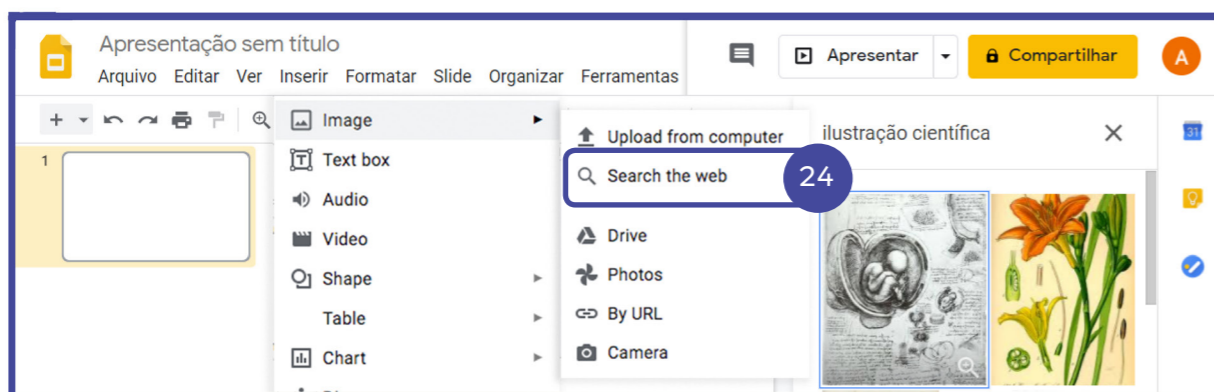 Apresentação sem título
Arquivo Editar Ver Inserir Formatar Slide Organizar Ferramentas
Apresentar
Compartilhar
A
1
Image
Text box
Audio
Video
Shape
Table
Chart
Upload from computer
Search the web
24
Drive
Photos
By URL
Camera
ilustração científica
31